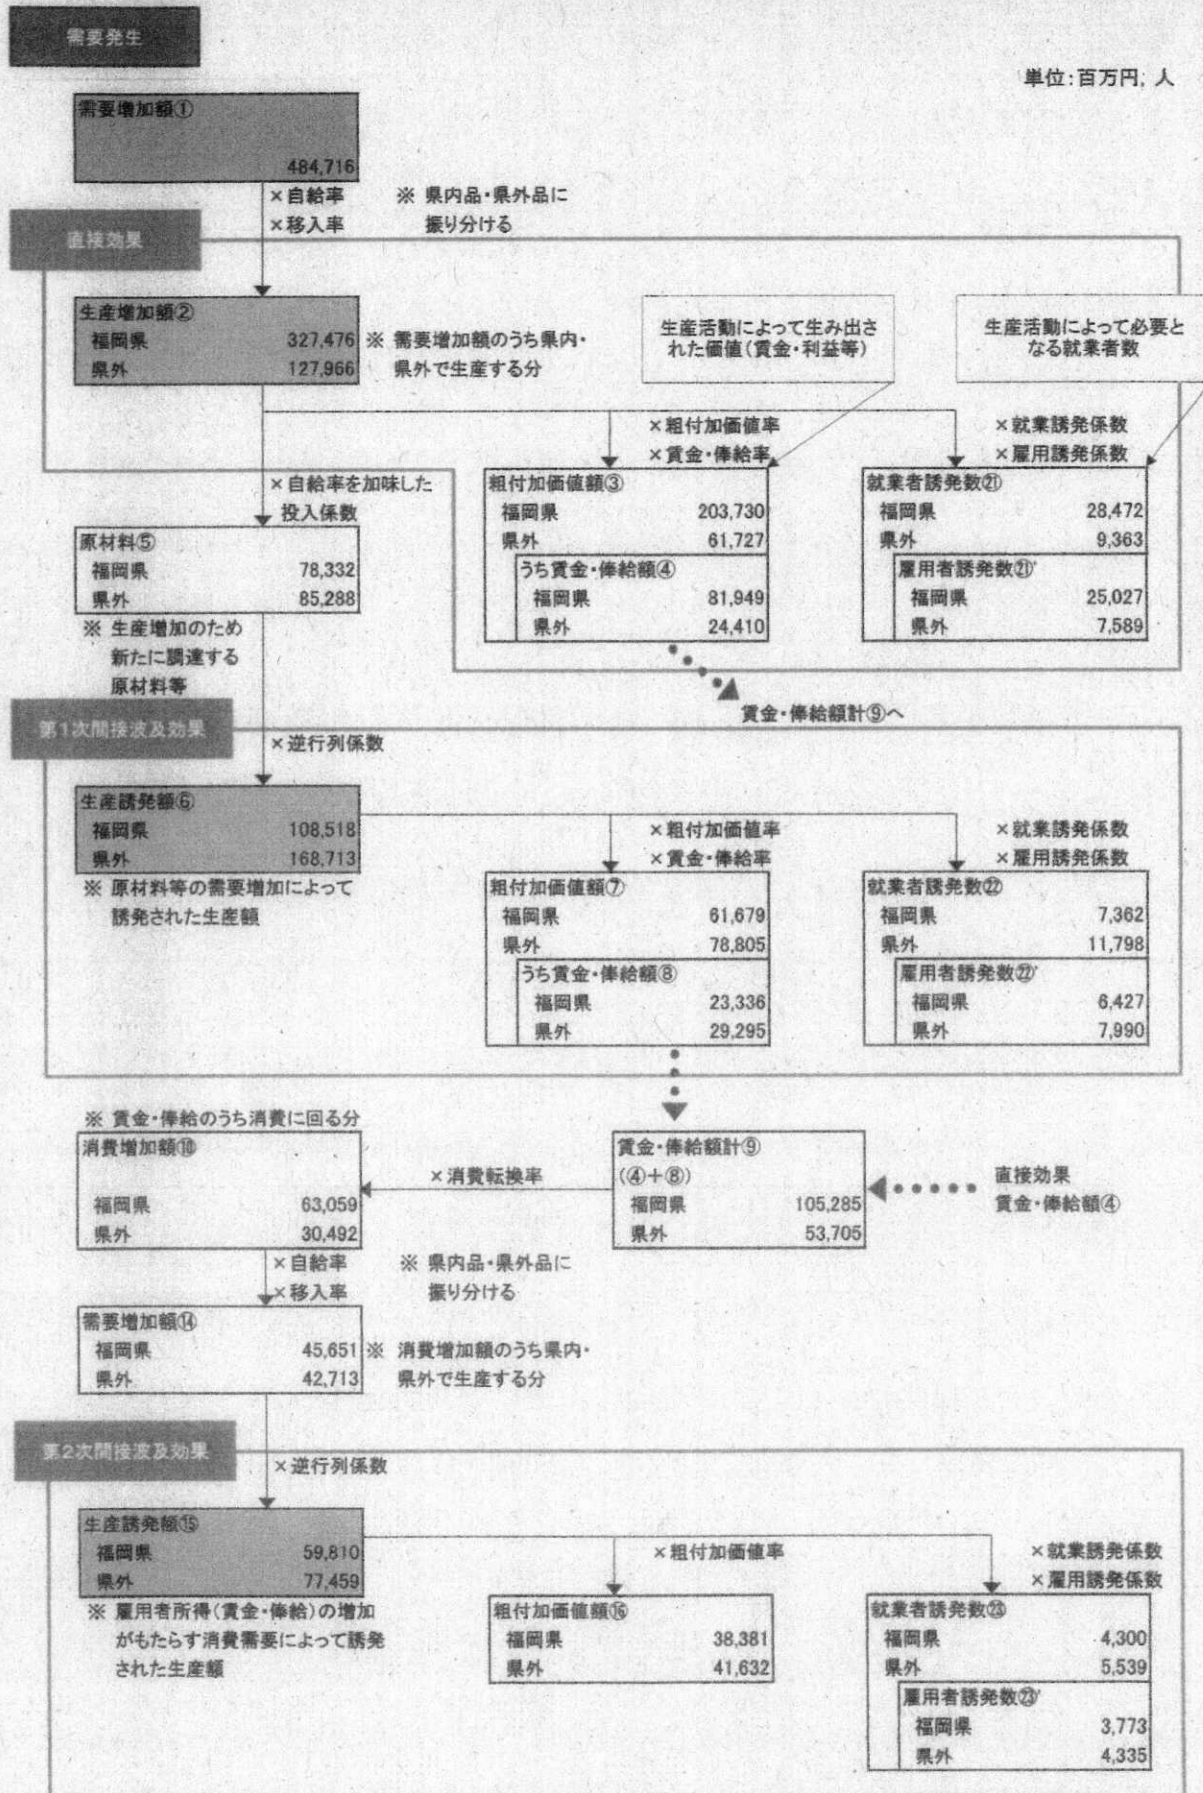 需要発生
単位:百万円, 人
需要増加額①
484,716
×自給率 ※ 県内品・県外品に
×移入率 振り分ける
直接効果
生産増加額②
福岡県 327,476 ※ 需要増加額のうち県内・
県外 127,966 県外で生産する分
生産活動によって生み出さ
れた価値(賃金・利益等)
生産活動によって必要と
なる就業者数
×粗付加価値率
×賃金・俸給率
×就業誘発係数
×雇用誘発係数
×自給率を加味した
投入係数
粗付加価値額③
福岡県 203,730
県外 61,727
うち賃金・俸給額④
福岡県 81,949
県外 24,410
就業者誘発数㉑
福岡県 28,472
県外 9,363
雇用者誘発数㉑'
福岡県 25,027
県外 7,589
原材料⑤
福岡県 78,332
県外 85,288
※ 生産増加のため
新たに調達する
原材料等
賃金・俸給額計⑨へ
第1次間接波及効果
×逆行列係数
生産誘発額⑥
福岡県 108,518
県外 168,713
※ 原材料等の需要増加によって
誘発された生産額
×粗付加価値率
×賃金・俸給率
×就業誘発係数
×雇用誘発係数
粗付加価値額⑦
福岡県 61,679
県外 78,805
うち賃金・俸給額⑧
福岡県 23,336
県外 29,295
就業者誘発数㉒
福岡県 7,362
県外 11,798
雇用者誘発数㉒'
福岡県 6,427
県外 7,990
※ 賃金・俸給のうち消費に回る分
消費増加額⑩
福岡県 63,059
県外 30,492
×消費転換率
賃金・俸給額計⑨
(④+⑧)
福岡県 105,285
県外 53,705
直接効果
賃金・俸給額④
×自給率 ※ 県内品・県外品に
×移入率 振り分ける
需要増加額⑭
福岡県 45,651 ※ 消費増加額のうち県内・
県外 42,713 県外で生産する分
第2次間接波及効果
×逆行列係数
生産誘発額⑮
福岡県 59,810
県外 77,459
※ 雇用者所得(賃金・俸給)の増加
がもたらす消費需要によって誘発
された生産額
×粗付加価値率
×就業誘発係数
×雇用誘発係数
粗付加価値額⑯
福岡県 38,381
県外 41,632
就業者誘発数㉓
福岡県 4,300
県外 5,539
雇用者誘発数㉓'
福岡県 3,773
県外 4,335